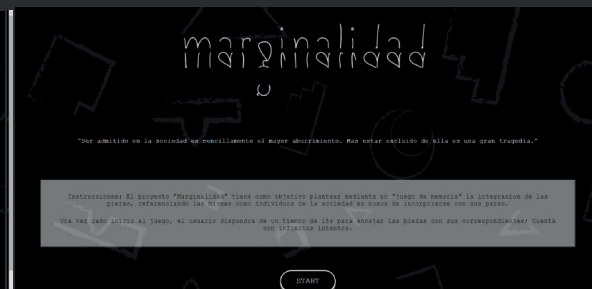 marginalidad
"Ser admitido en la sociedad es sencillamente el mayor aburrimiento. Mas estar excluido de ella es una gran tragedia."
Instrucciones: El proyecto "Marginalidad" tiene como objetivo plantear mediante un "juego de memoria" la integracion de las
piezas, referenciando las mismas como individuos de la sociedad en busca de incorporarse con sus pares.
Una vez dado inicio al juego, el usuario dispondra de un tiempo de 15s para encajar las piezas con sus correspondientes: Cuenta
con infinitos intentos.
START